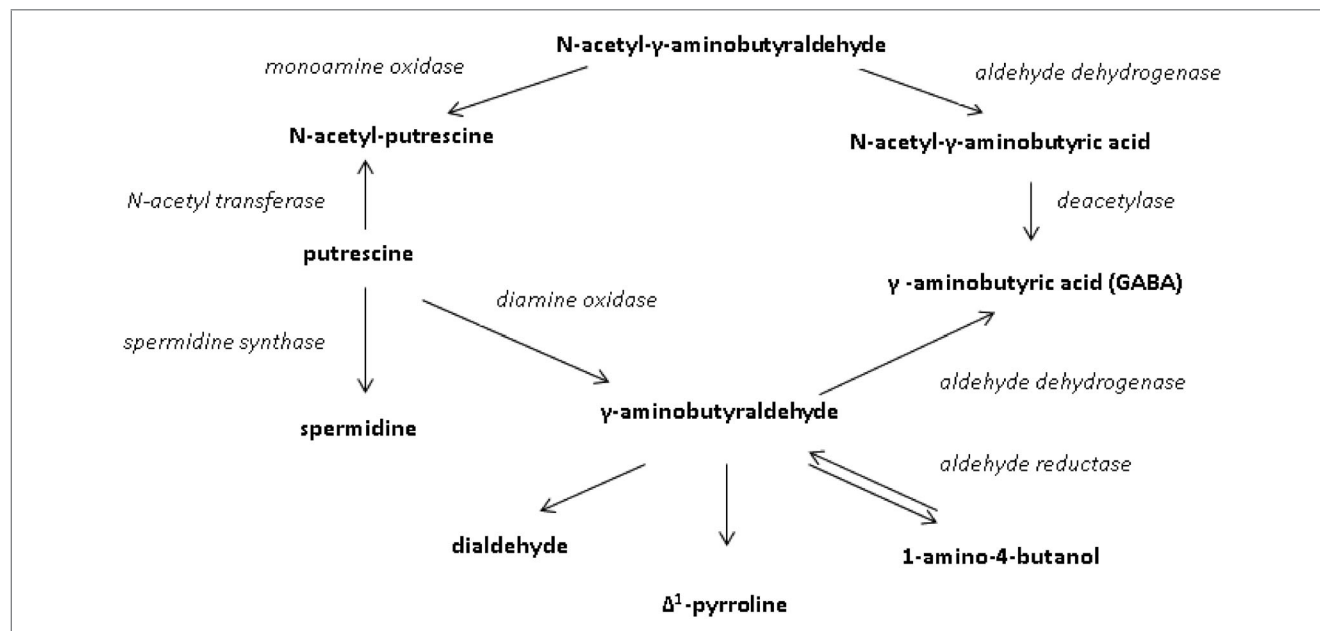 N-acetyl-γ-aminobutyraldehyde
monoamine oxidase
aldehyde dehydrogenase
N-acetyl-putrescine
N-acetyl-γ-aminobutyric acid
N-acetyl transferase
deacetylase
putrescine
γ -aminobutyric acid (GABA)
diamine oxidase
spermidine synthase
aldehyde dehydrogenase
γ-aminobutyraldehyde
spermidine
aldehyde reductase
dialdehyde
1-amino-4-butanol
Δ¹-pyrroline